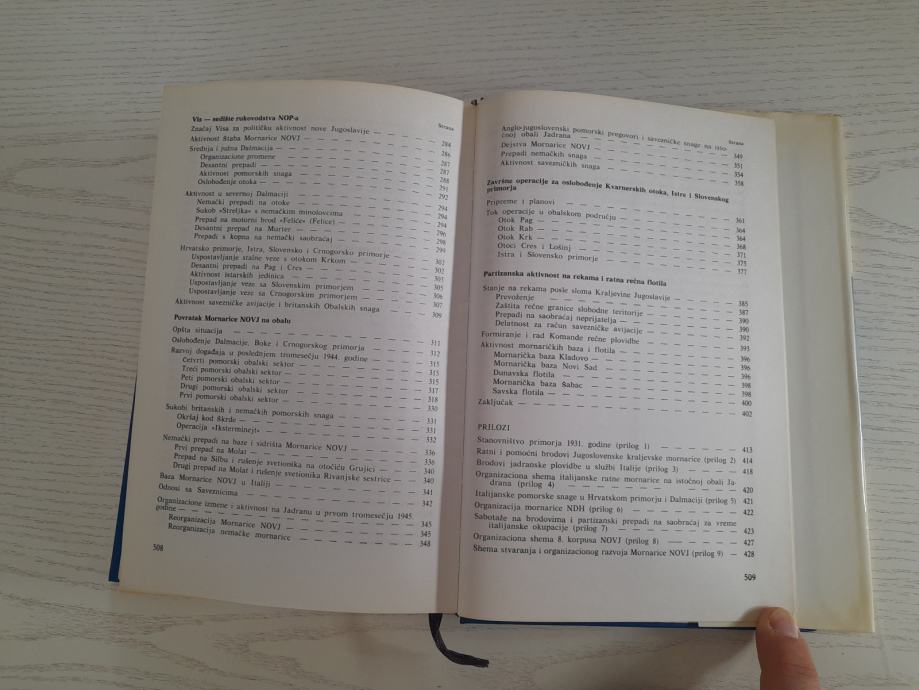 Vis — sedište rukovodstva NOP-a
Strana
Značaj Visa za političku aktivnost nove Jugoslavije — — — — 284
Aktivnost Štaba Mornarice NOVJ — — — — — — — 286
Srednja i južna Dalmacija — — — — — — — — 287
Organizacione promene — — — — — — — — 287
Desantni prepadi — — — — — — — — — 288
Aktivnost pomorskih snaga — — — — — — — 291
Oslobođenje otoka — — — — — — — — — 292
Aktivnost u severnoj Dalmaciji — — — — — — — 294
Nemački prepadi na otoke — — — — — — — 294
Sukob «Streljka» s nemačkim minolovcima — — — — 294
Prepad na motorni brod «Feliće» (Felice) — — — — 296
Desantni prepad na Murter — — — — — — — 298
Prepadi s kopna na nemački saobraćaj — — — — — 299
Hrvatsko primorje, Istra, Slovensko i Crnogorsko primorje — — 302
Uspostavljanje stalne veze s otokom Krkom — — — — 302
Desantni prepadi na Pag i Cres — — — — — — 303
Aktivnost istarskih jedinica — — — — — — — 305
Uspostavljanje veze sa Slovenskim primorjem — — — — 306
Uspostavljanje veze sa Crnogorskim primorjem — — — — 307
Aktivnost savezničke avijacije i britanskih Obalskih snaga — — 309
Povratak Mornarice NOVJ na obalu
Opšta situacija — — — — — — — — — — 311
Oslobođenje Dalmacije, Boke i Crnogorskog primorja — — — 312
Razvoj događaja u poslednjem tromesečju 1944. godine — — — 315
Četvrti pomorski obalski sektor — — — — — — 315
Treći pomorski obalski sektor — — — — — — — 315
Peti pomorski obalski sektor — — — — — — — 317
Drugi pomorski obalski sektor — — — — — — — 318
Prvi pomorski obalski sektor — — — — — — — 330
Sukobi britanskih i nemačkih pomorskih snaga — — — — 331
Okršaj kod Škrde — — — — — — — — — 331
Operacija «Eksterminejt» — — — — — — — — 332
Nemački prepadi na baze i sidrišta Mornarice NOVJ — — — 336
Prvi prepad na Molat — — — — — — — — 336
Prepad na Silbu i rušenje svetionika na otočiću Grujici — — 340
Drugi prepad na Molat i rušenje svetionika Rivanjske sestrice — 340
Baza Mornarice NOVJ u Italiji — — — — — — — 341
Odnosi sa Saveznicima — — — — — — — — — 342
Organizacione izmene i aktivnost na Jadranu u prvom tromesečju 1945.
godine — — — — — — — — — — — — 345
Reorganizacija Mornarice NOVJ — — — — — — — 345
Reorganizacija nemačke mornarice — — — — — — 348
508
Strana
Anglo-jugoslovenski pomorski pregovori i savezničke snage na isto-
čnoj obali Jadrana — — — — — — — — — 349
Dejstva Mornarice NOVJ — — — — — — — — 351
Prepadi nemačkih snaga — — — — — — — — 354
Aktivnost savezničkih snaga — — — — — — — 358
Završne operacije za oslobođenje Kvarnerskih otoka, Istre i Slovenskog
primorja
Pripreme i planovi — — — — — — — — — 361
Tok operacije u obalskom području — — — — — — 364
Otok Pag — — — — — — — — — — — 364
Otok Rab — — — — — — — — — — — 368
Otok Krk — — — — — — — — — — — 371
Otoci Cres i Lošinj — — — — — — — — — 375
Istra i Slovensko primorje — — — — — — — 377
Partizanska aktivnost na rekama i ratna rečna flotila
Stanje na rekama posle sloma Kraljevine Jugoslavije — — — 385
Prevoženje — — — — — — — — — — 387
Zaštita rečne granice slobodne teritorije — — — — — 390
Prepadi na saobraćaj neprijatelja — — — — — — 390
Delatnost za račun savezničke avijacije — — — — — 392
Formiranje i rad Komande rečne plovidbe — — — — — 393
Aktivnost mornaričkih baza i flotila — — — — — — 396
Mornarička baza Kladovo — — — — — — — — 396
Mornarička baza Novi Sad — — — — — — — 396
Dunavska flotila — — — — — — — — — 398
Mornarička baza Šabac — — — — — — — — 398
Savska flotila — — — — — — — — — — 400
Zaključak — — — — — — — — — — — 402
PRILOZI
Stanovništvo primorja 1931. godine (prilog 1) — — — — 413
Ratni i pomoćni brodovi Jugoslovenske kraljevske mornarice (prilog 2) 414
Brodovi jadranske plovidbe u službi Italije (prilog 3) — — — 418
Organizaciona shema italijanske ratne mornarice na istočnoj obali Ja-
drana (prilog 4) — — — — — — — — — 420
Italijanske pomorske snage u Hrvatskom primorju i Dalmaciji (prilog 5) 421
Organizacija mornarice NDH (prilog 6) — — — — — — 422
Sabotaže na brodovima i partizanski prepadi na saobraćaj za vreme
italijanske okupacije (prilog 7) — — — — — — 423
Organizaciona shema 8. korpusa NOVJ (prilog 8) — — — — 427
Shema stvaranja i organizacionog razvoja Mornarice NOVJ (prilog 9) — 428
509